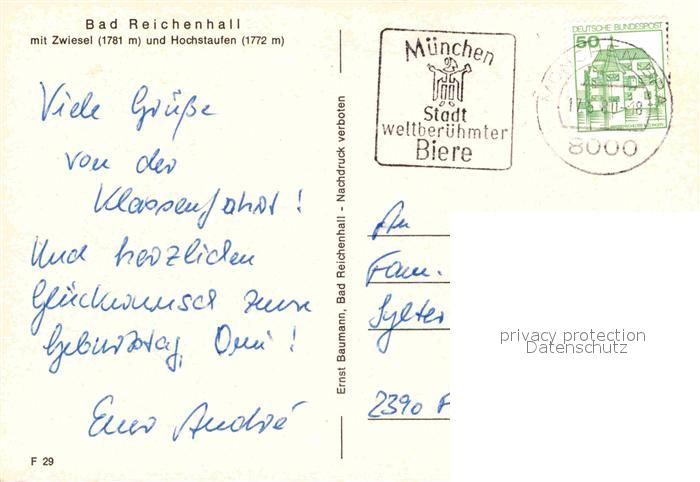 Bad Reichenhall
mit Zwiesel (1781 m) und Hochstaufen (1772 m)
Viele Grüße
von der
Klassenfahrt!
Und herzlichen
Glückwunsch zum
Geburtstag, Omi!
Euer André
F 29
Ernst Baumann, Bad Reichenhall - Nachdruck verboten
München
Stadt
weltberühmter
Biere
DEUTSCHE BUNDESPOST
50
8000
An
Fam.
Sylter
2390 F
privacy protection
Datenschutz